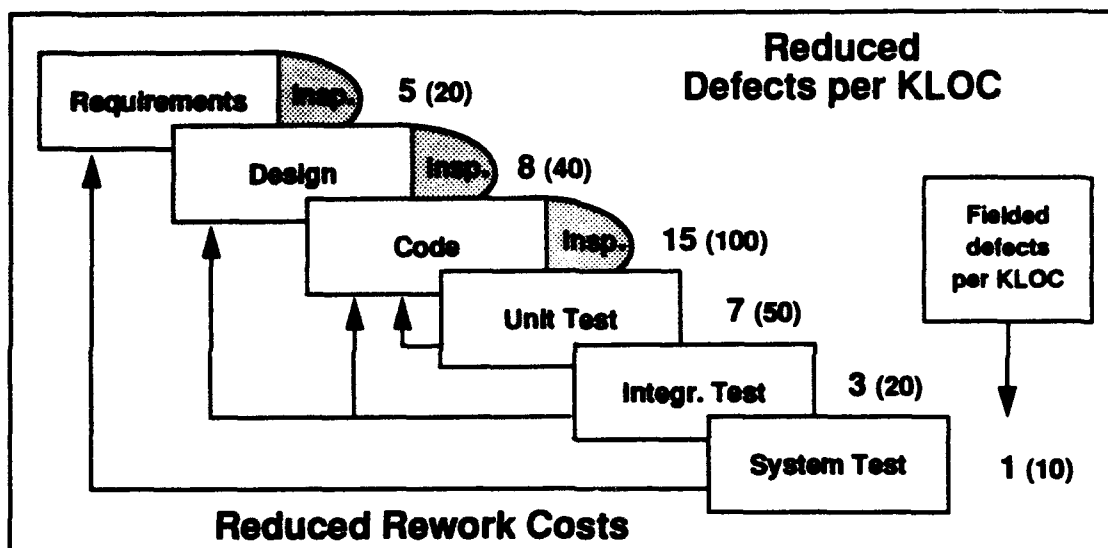 Reduced
Defects per KLOC
Requirements
Insp.
5 (20)
Design
Insp.
8 (40)
Code
Insp.
15 (100)
Fielded
defects
per KLOC
Unit Test
7 (50)
Integr. Test
3 (20)
System Test
1 (10)
Reduced Rework Costs